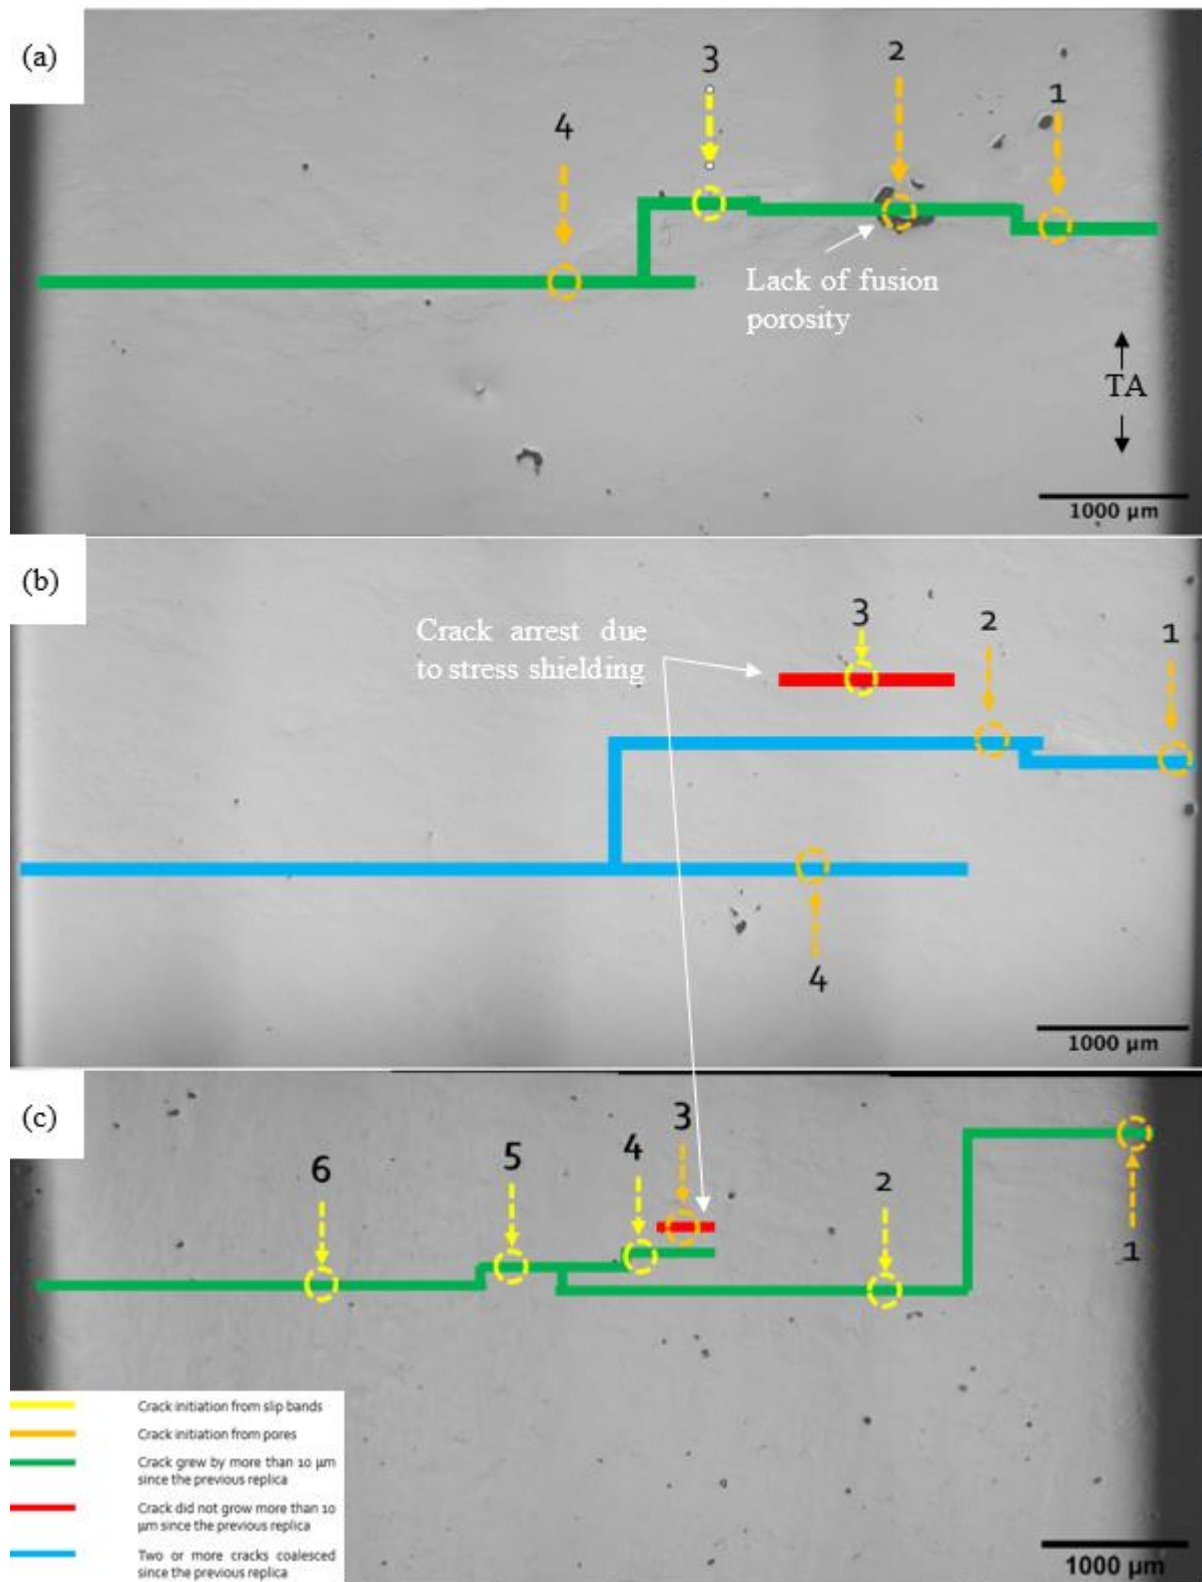 (a)
3
2
1
4
Lack of fusion
porosity
TA
1000 µm
(b)
Crack arrest due
to stress shielding
3
2
1
4
1000 µm
(c)
3
4
5
6
2
1
Crack initiation from slip bands
Crack initiation from pores
Crack grew by more than 10 µm
since the previous replica
Crack did not grow more than 10
µm since the previous replica
Two or more cracks coalesced
since the previous replica
1000 µm